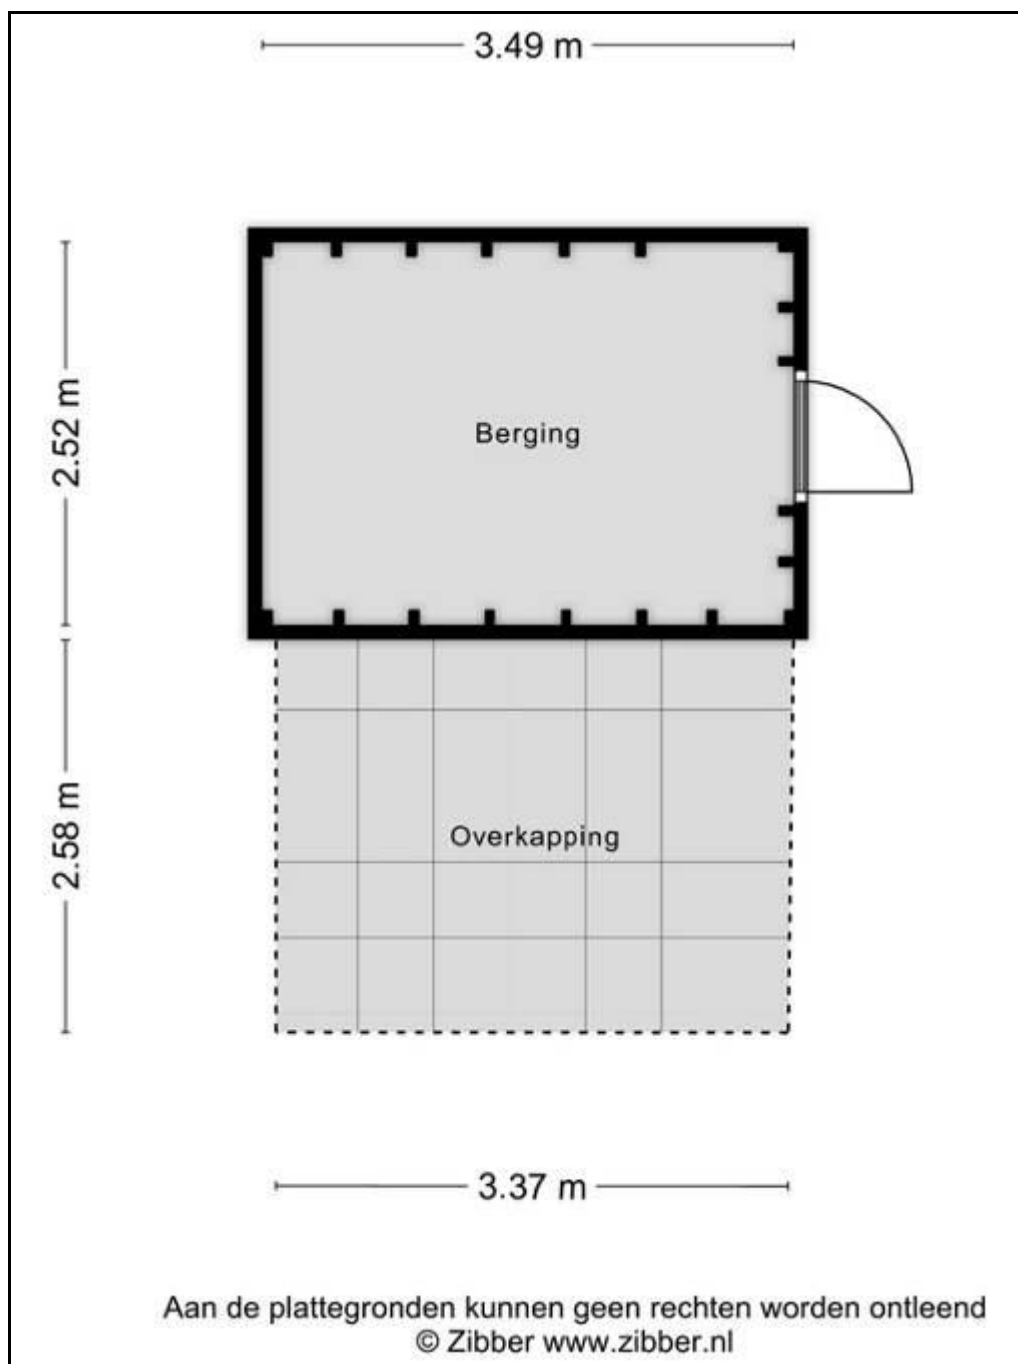 3.49 m
2.52 m
Berging
2.58 m
Overkapping
3.37 m
Aan de plattegronden kunnen geen rechten worden ontleend
© Zibber www.zibber.nl